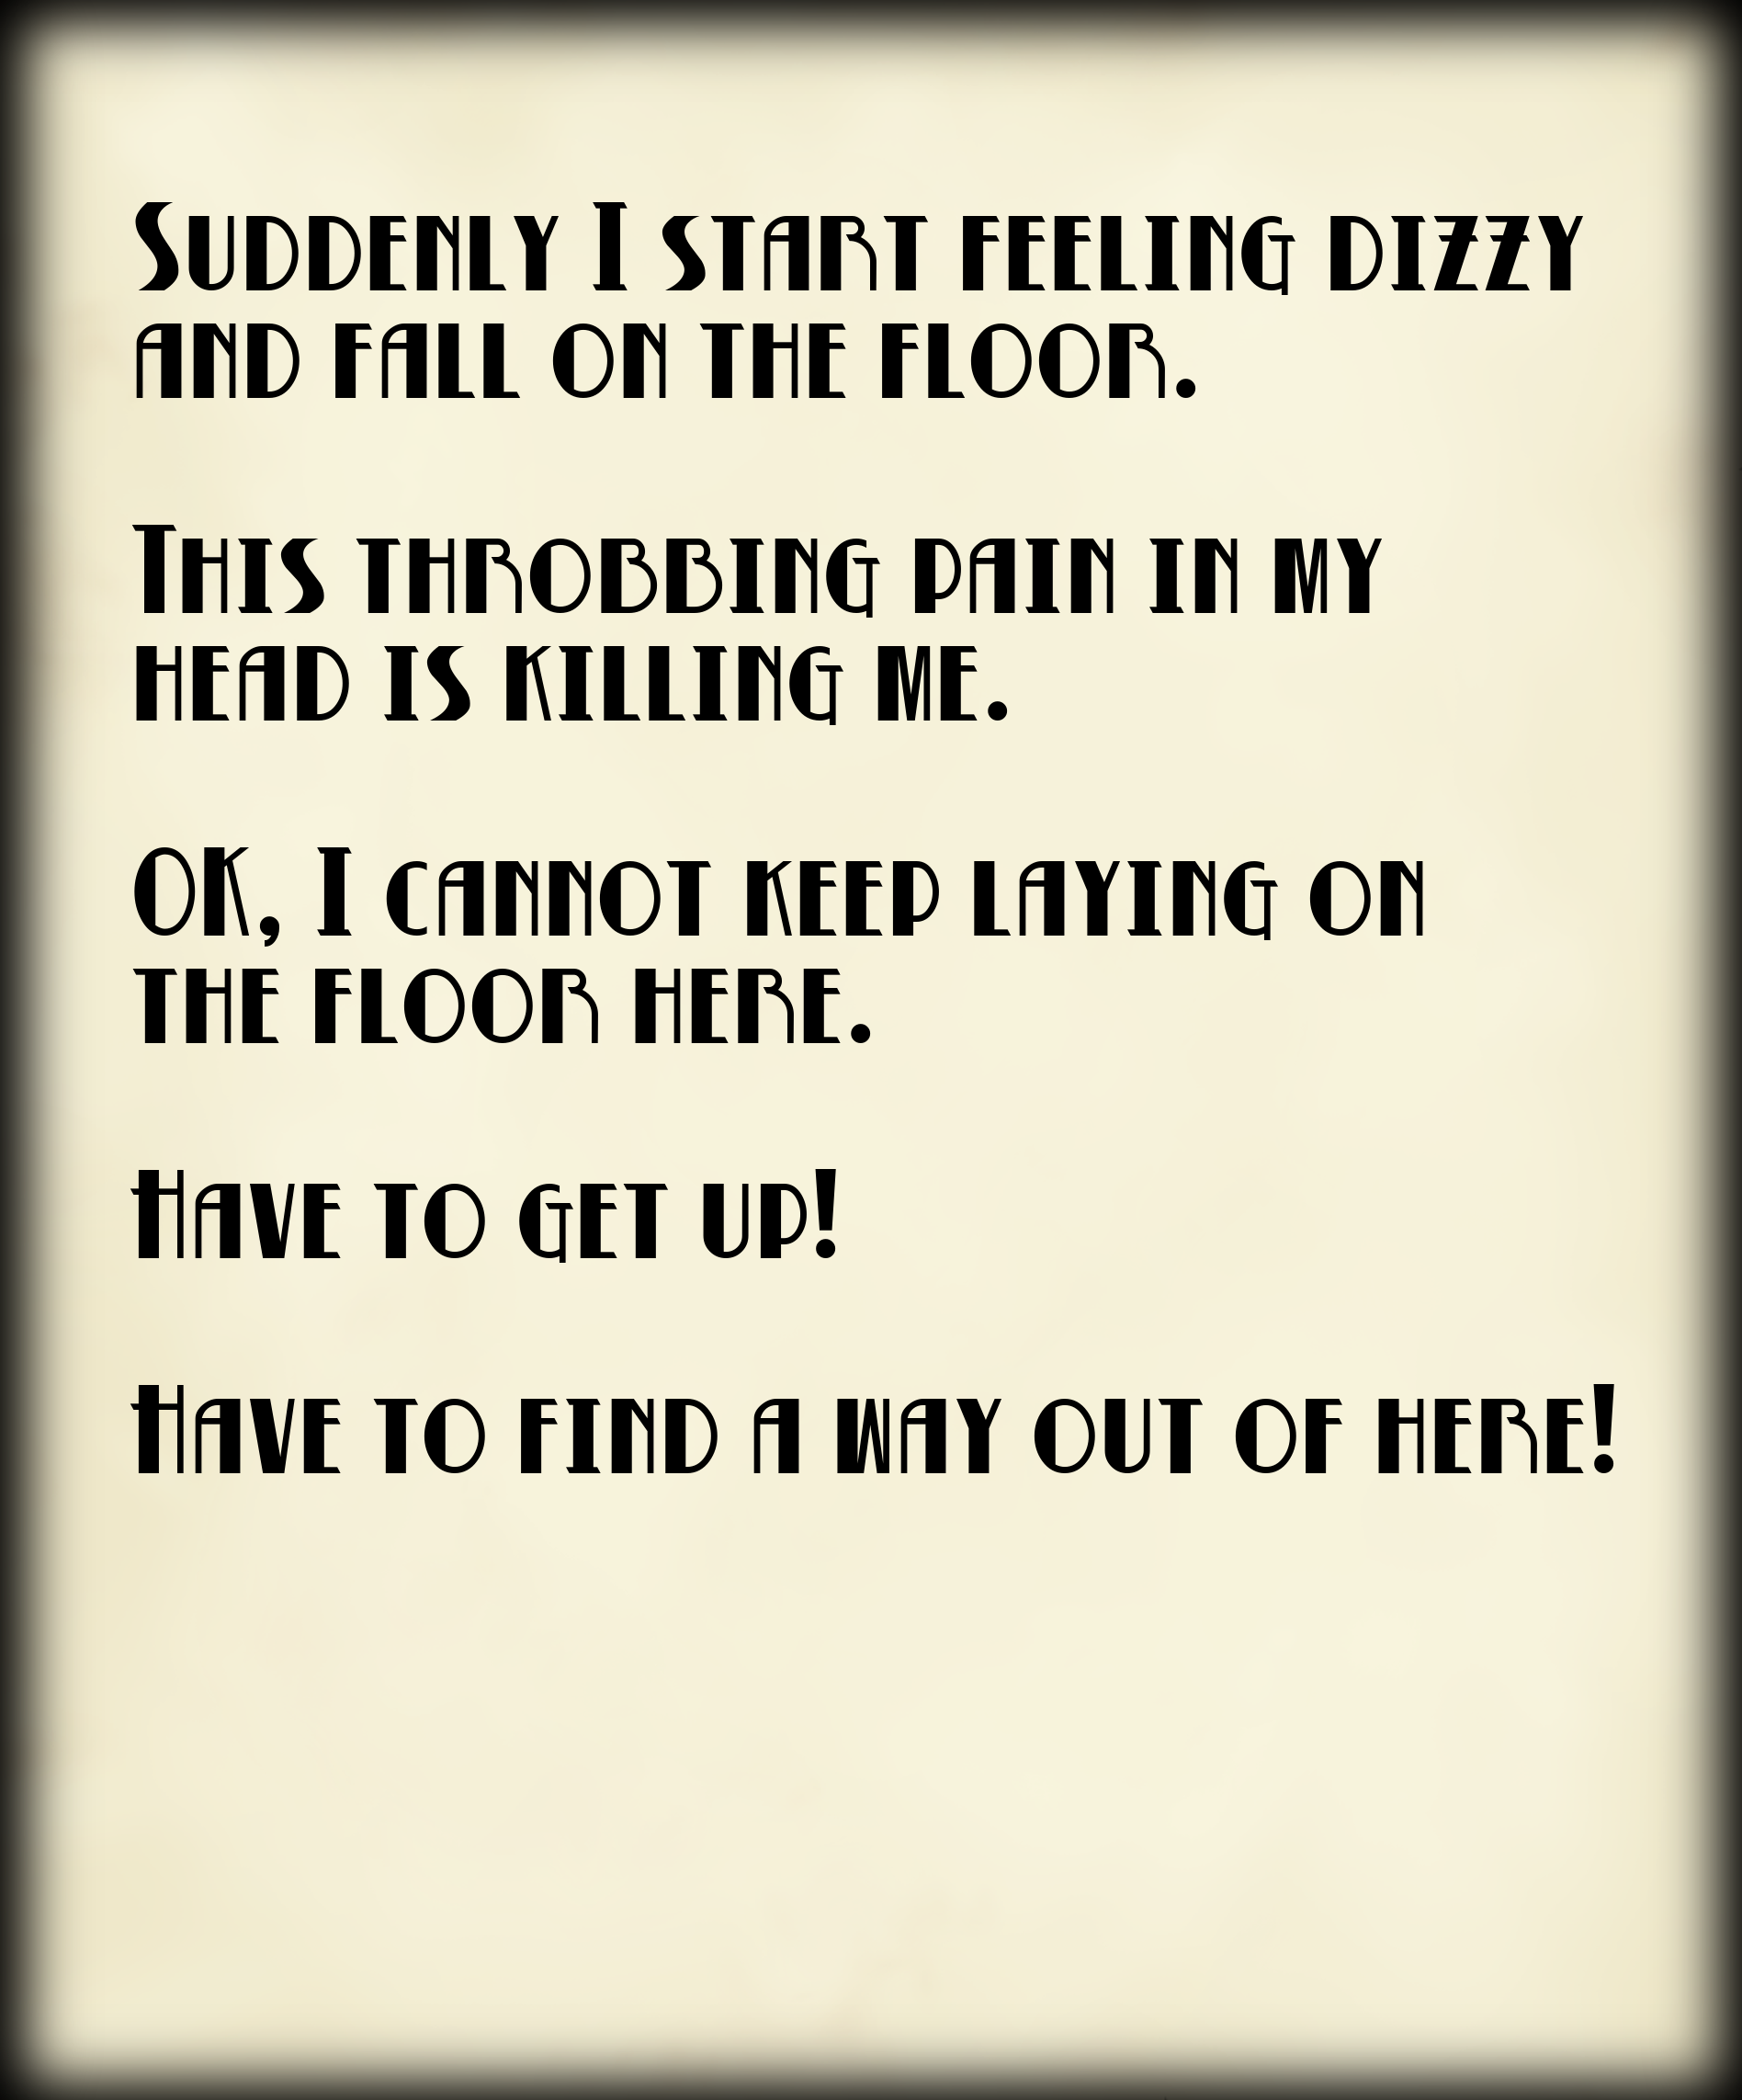 Suddenly I start feeling dizzy
and fall on the floor.
This throbbing pain in my
head is killing me.
OK, I cannot keep laying on
the floor here.
Have to get up!
Have to find a way out of here!